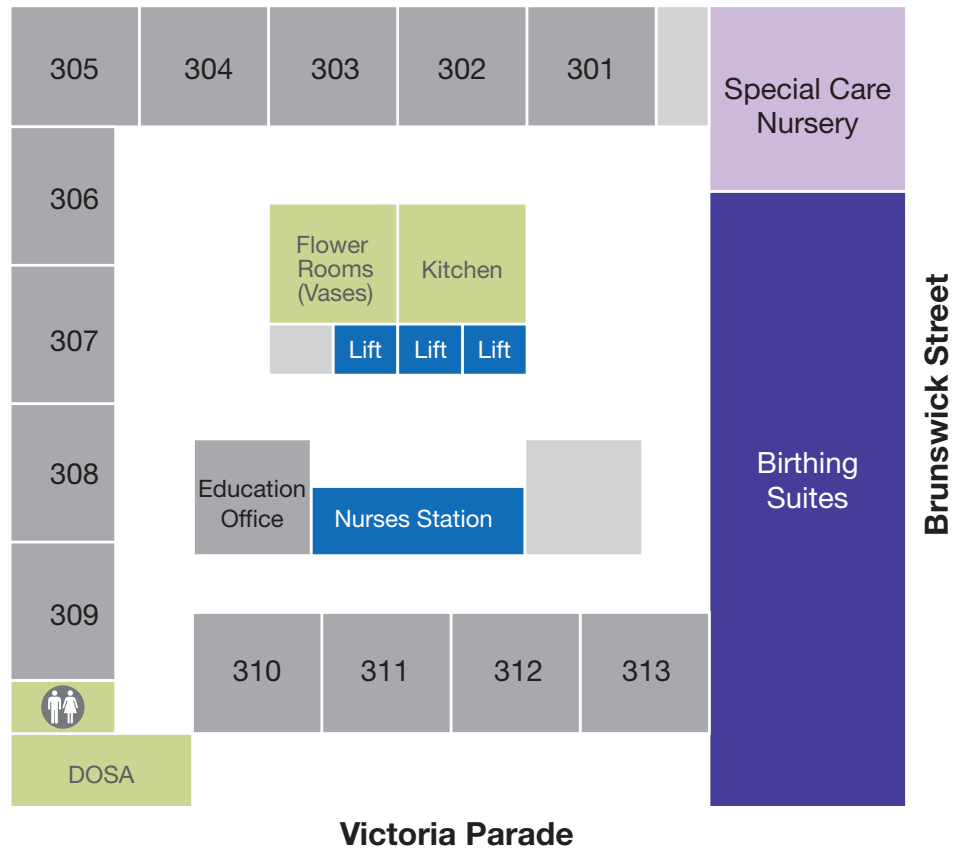 305
304
303
302
301
Special Care
Nursery
306
Flower
Rooms
(Vases)
Kitchen
307
Lift
Lift
Lift
Brunswick Street
308
Education
Office
Nurses Station
Birthing
Suites
309
310
311
312
313
DOSA
Victoria Parade